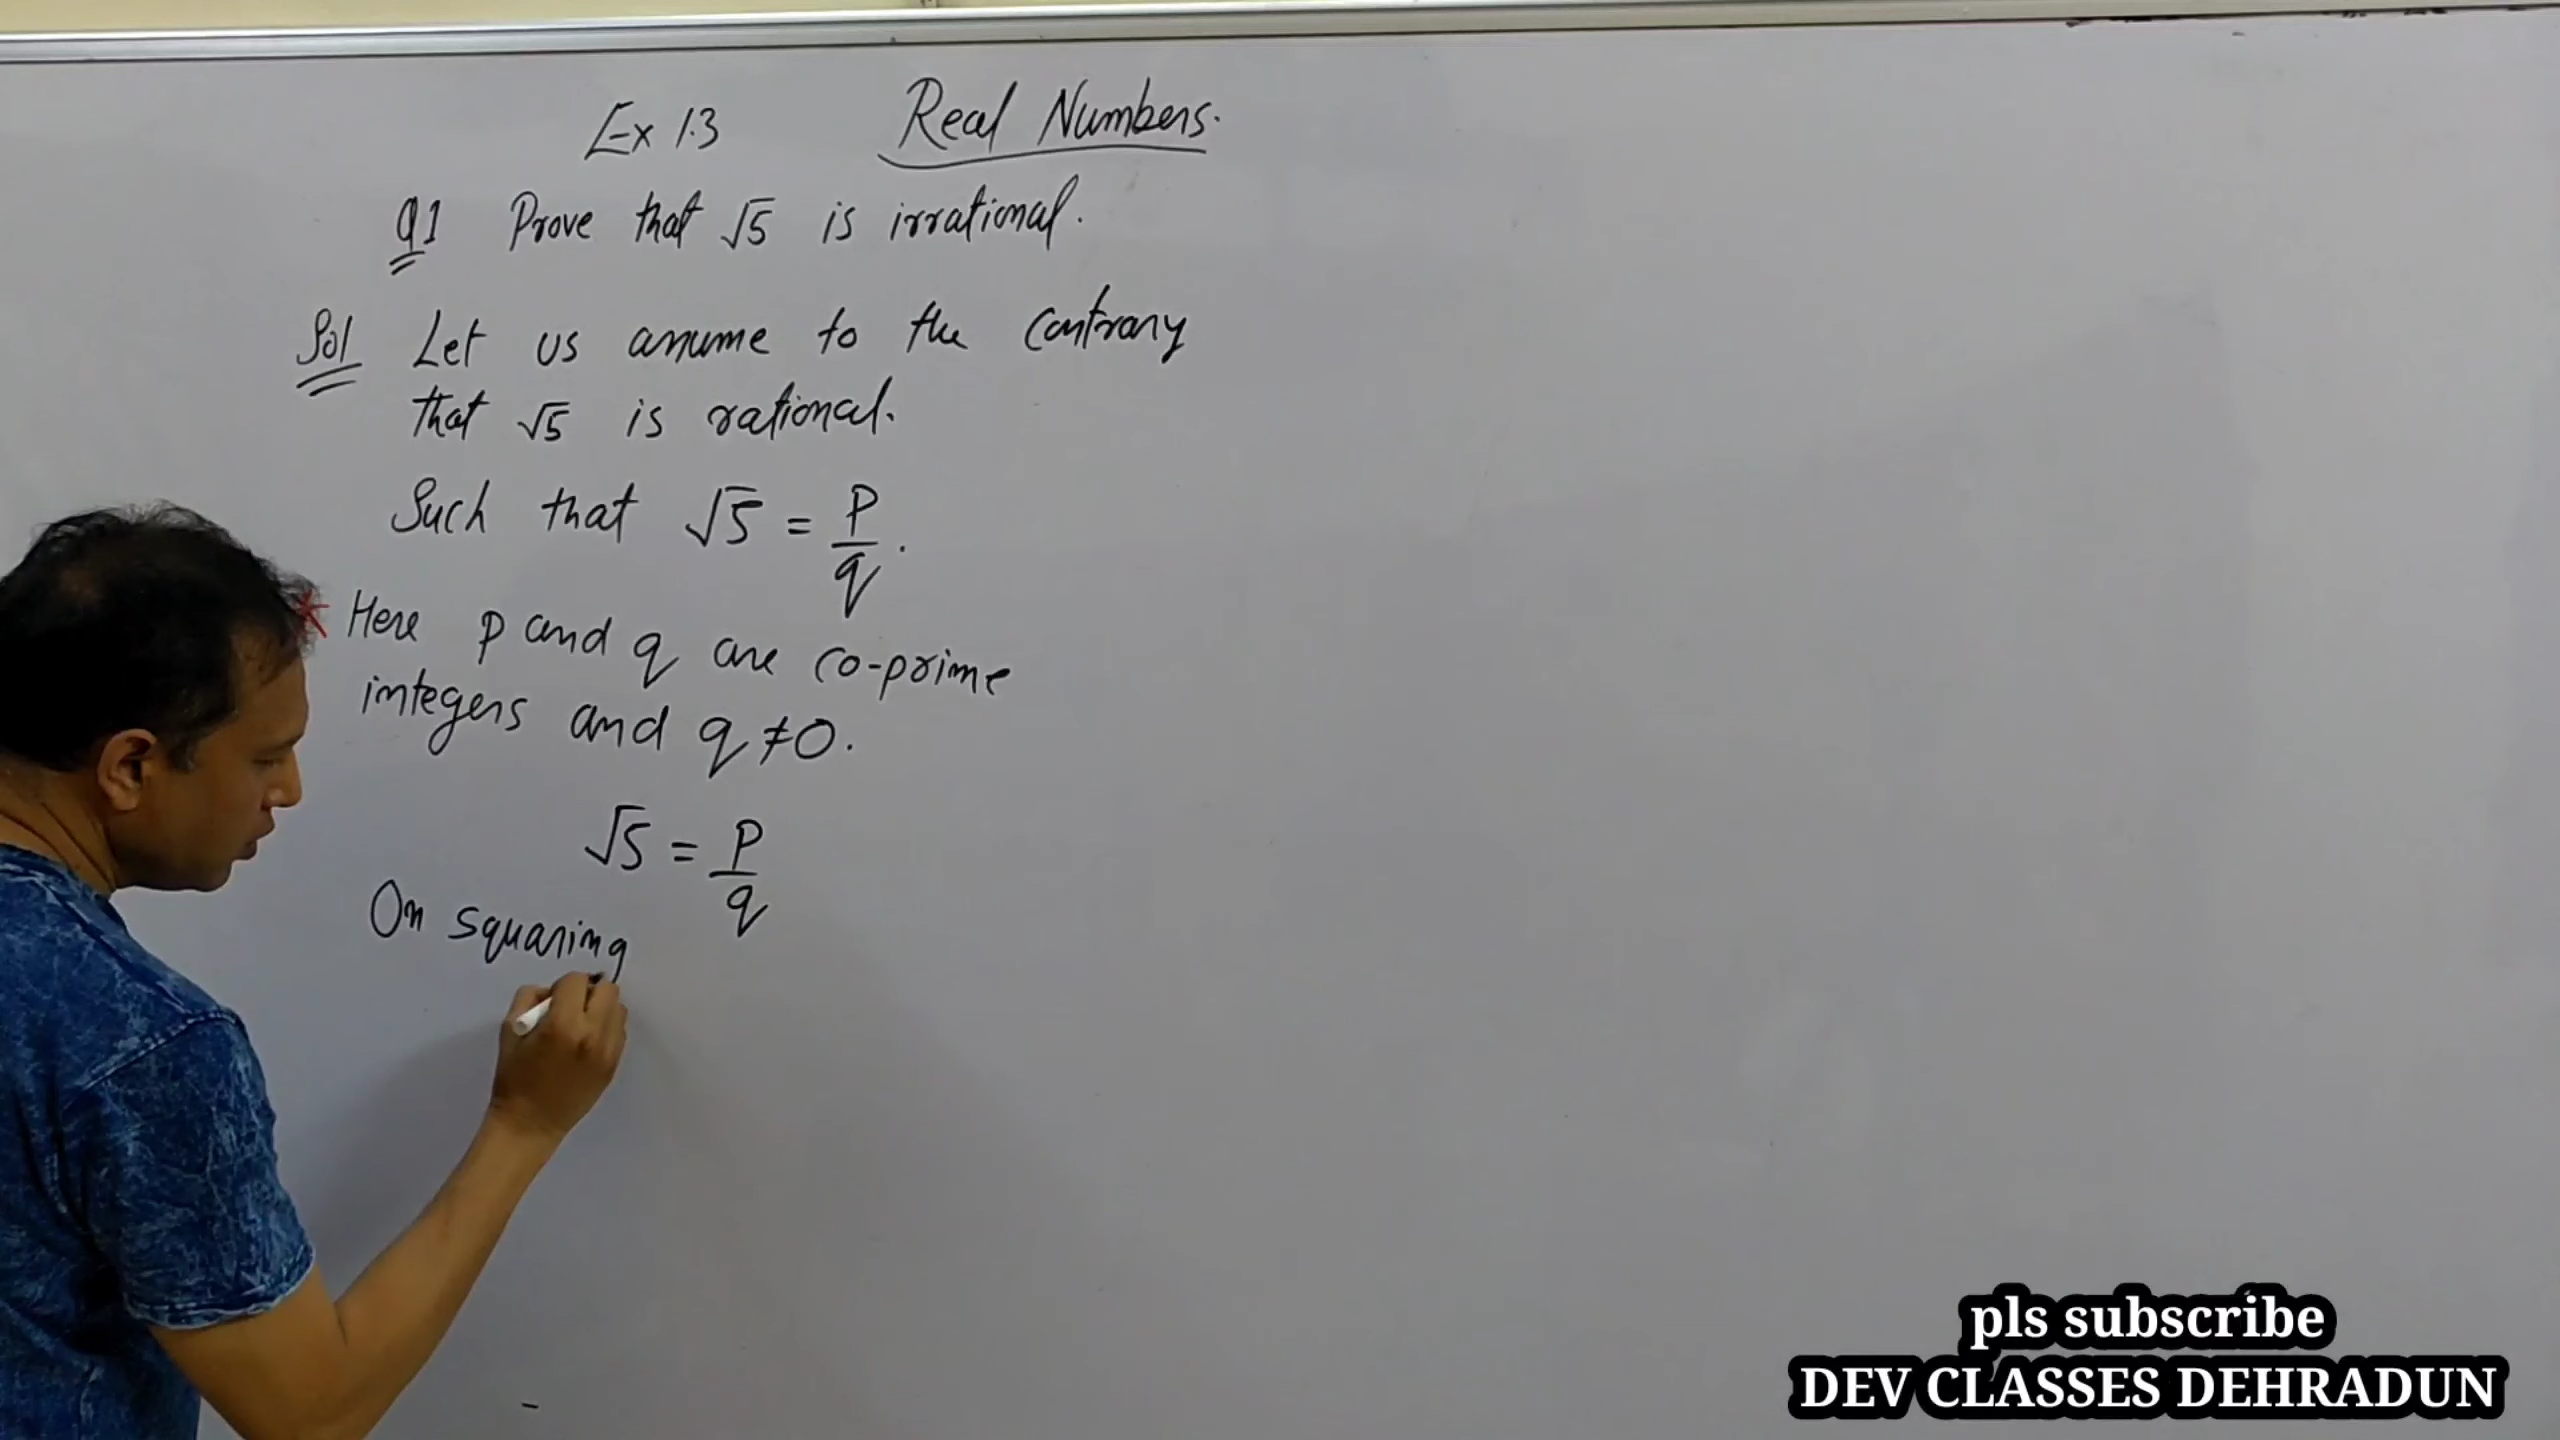 Ex 1.3 Real Numbers.
Q1 Prove that √5 is irrational.
Sol Let us assume to the contrary
that √5 is rational.
Such that √5 = P/q.
* Here p and q are co-prime
integers and q ≠ 0.
√5 = P/q
On squaring
pls subscribe
DEV CLASSES DEHRADUN